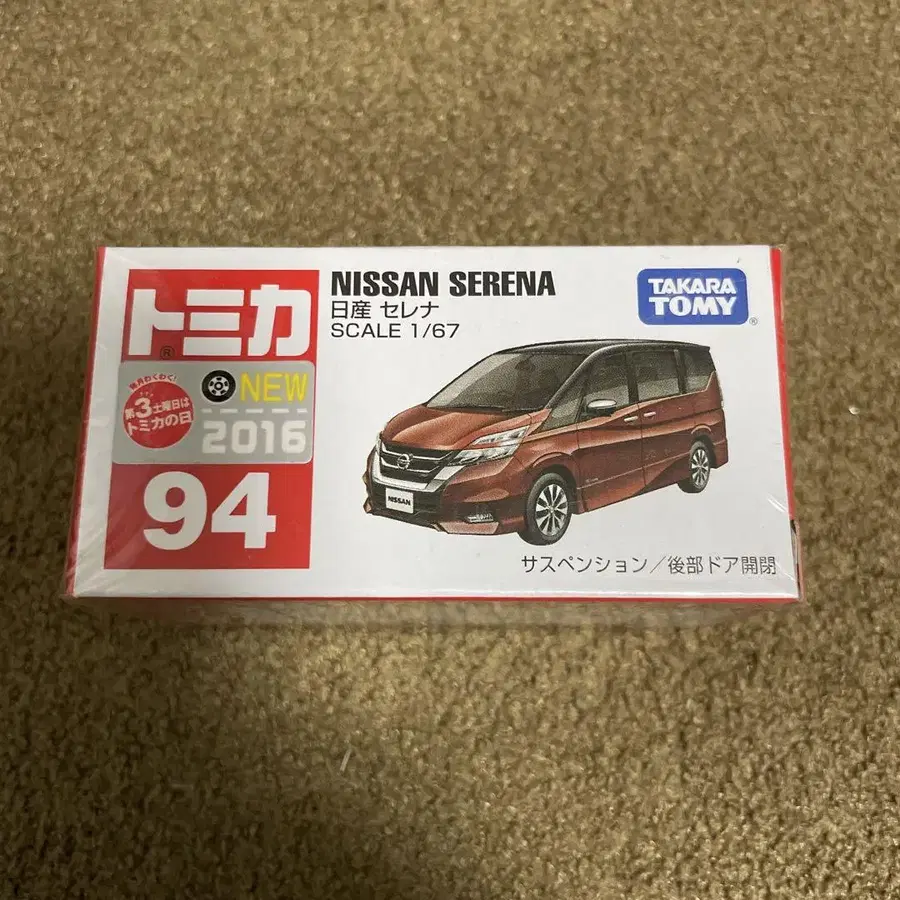 トミカ®
NISSAN SERENA
日産 セレナ
SCALE 1/67
TAKARA
TOMY®
毎月わくわく!
第3土曜日は
トミカの日
NEW
2016
94
NISSAN
サスペンション/後部ドア開閉